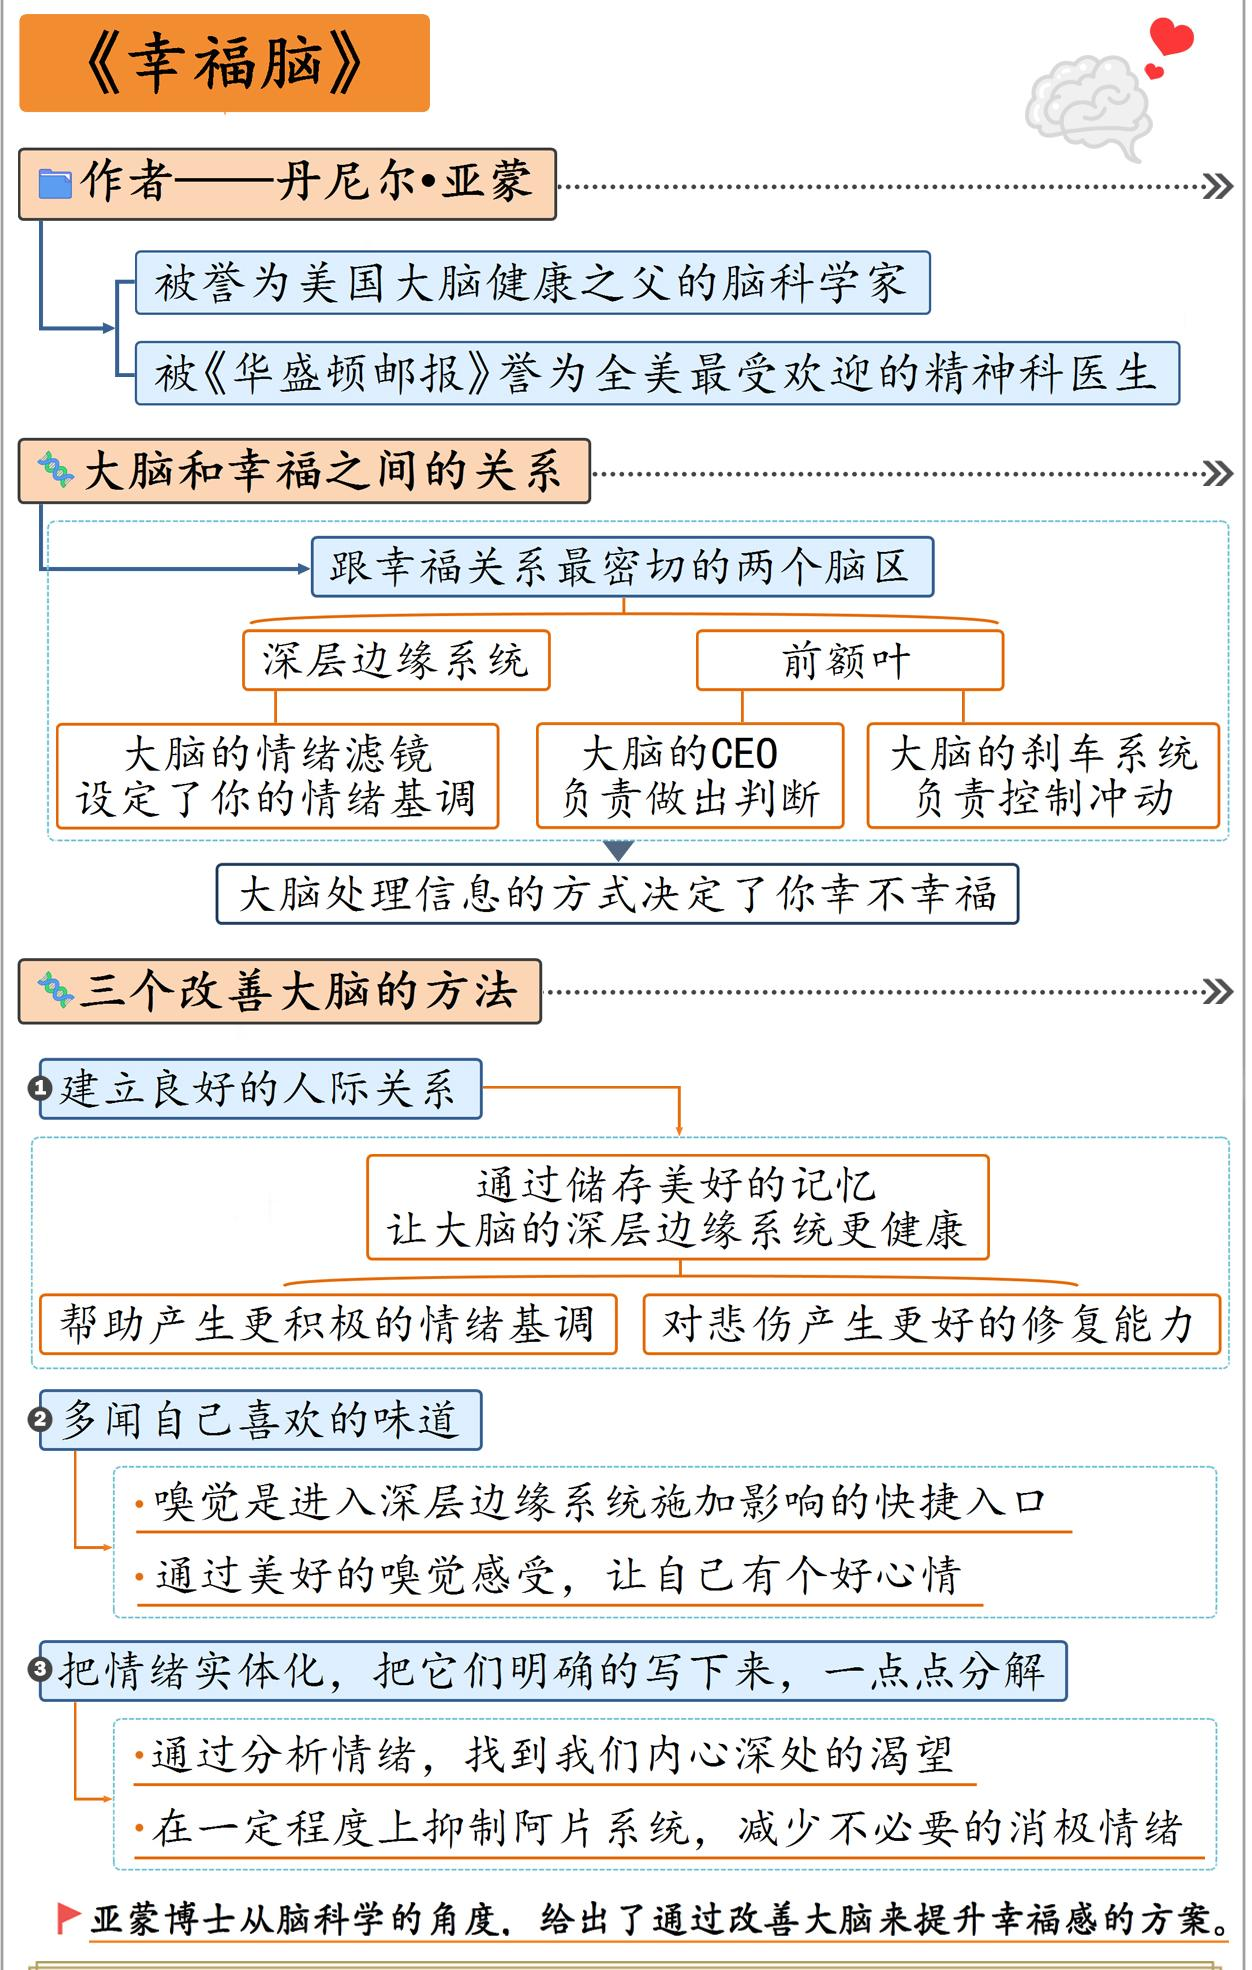 《幸福脑》
作者——丹尼尔•亚蒙
被誉为美国大脑健康之父的脑科学家
被《华盛顿邮报》誉为全美最受欢迎的精神科医生
大脑和幸福之间的关系
跟幸福关系最密切的两个脑区
深层边缘系统
前额叶
大脑的情绪滤镜
设定了你的情绪基调
大脑的CEO
负责做出判断
大脑的刹车系统
负责控制冲动
大脑处理信息的方式决定了你幸不幸福
三个改善大脑的方法
1 建立良好的人际关系
通过储存美好的记忆
让大脑的深层边缘系统更健康
帮助产生更积极的情绪基调
对悲伤产生更好的修复能力
2 多闻自己喜欢的味道
·嗅觉是进入深层边缘系统施加影响的快捷入口
·通过美好的嗅觉感受，让自己有个好心情
3 把情绪实体化，把它们明确的写下来，一点点分解
·通过分析情绪，找到我们内心深处的渴望
·在一定程度上抑制阿片系统，减少不必要的消极情绪
亚蒙博士从脑科学的角度，给出了通过改善大脑来提升幸福感的方案。